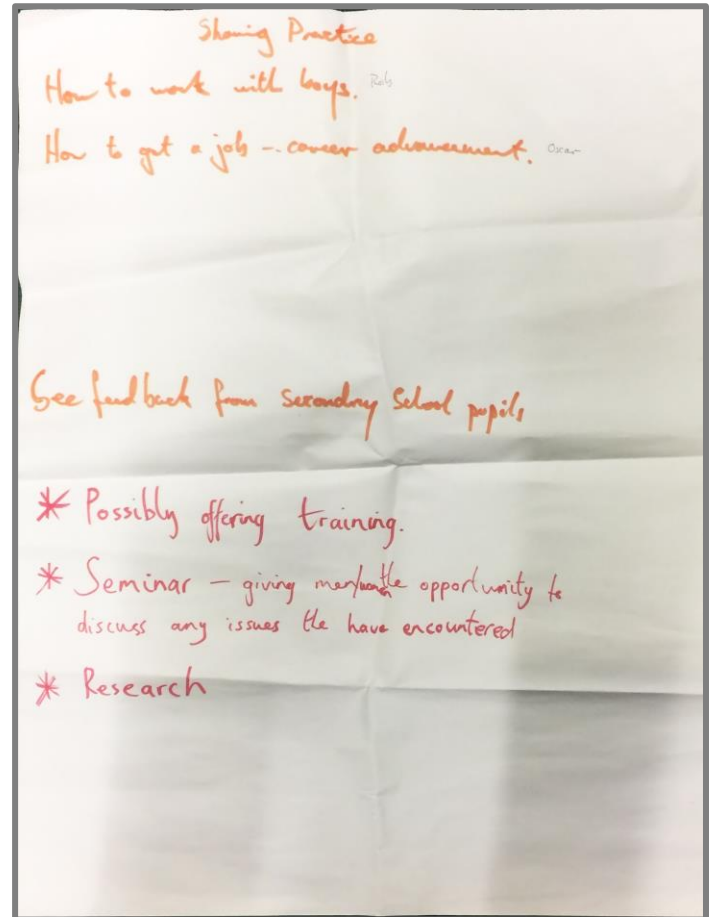 Sharing Practice
How to work with boys. Rob
How to get a job -- career advancement. Oscar
See feedback from secondary School pupils
* Possibly offering training.
* Seminar – giving men/women the opportunity to
discuss any issues the have encountered
* Research